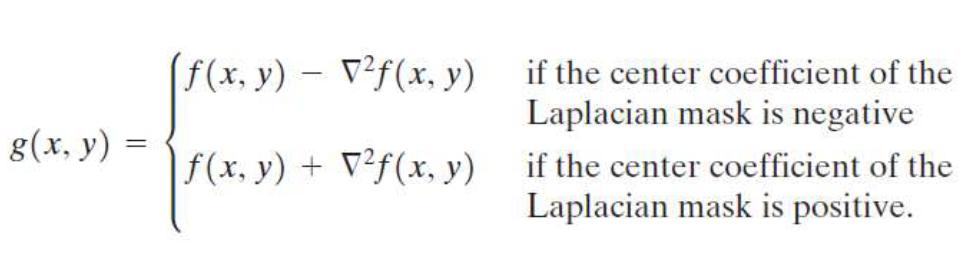 f(x, y) − ∇²f(x, y) if the center coefficient of the
Laplacian mask is negative
g(x, y) =
f(x, y) + ∇²f(x, y) if the center coefficient of the
Laplacian mask is positive.